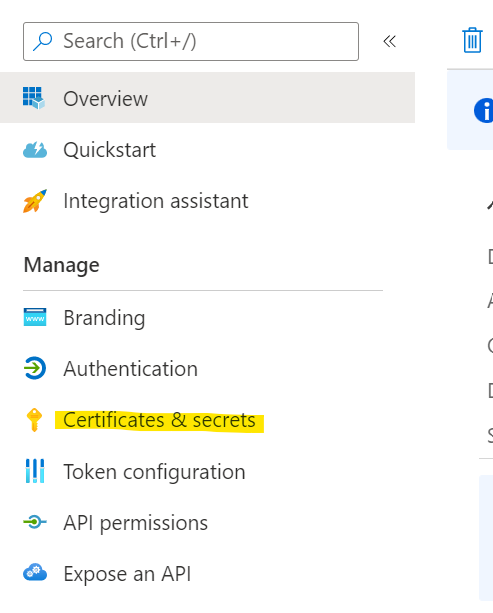 Search (Ctrl+/)
Overview
Quickstart
Integration assistant
Manage
Branding
Authentication
Certificates & secrets
Token configuration
API permissions
Expose an API